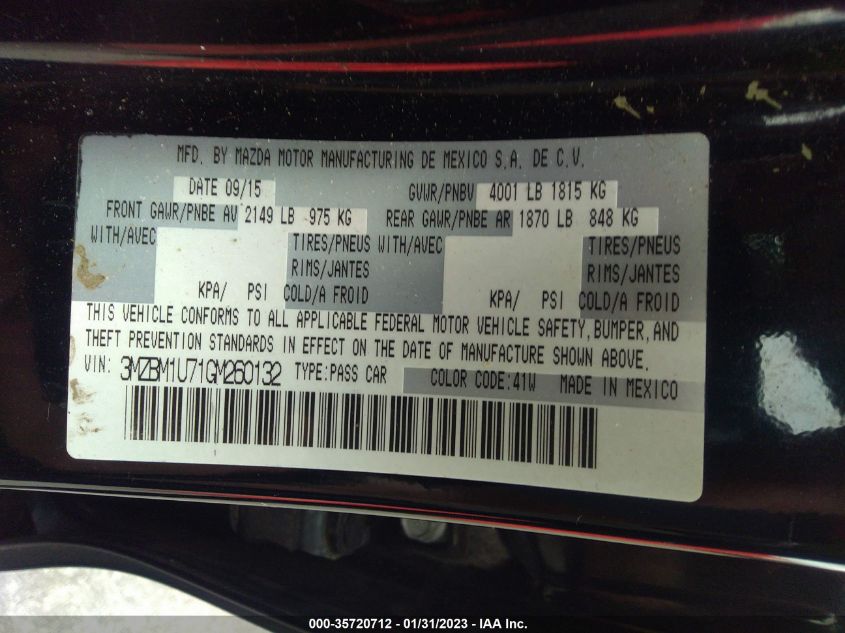 MFD. BY MAZDA MOTOR MANUFACTURING DE MEXICO S.A. DE C.V.
DATE 09/15 GVWR/PNBV 4001 LB 1815 KG
FRONT GAWR/PNBE AV 2149 LB 975 KG REAR GAWR/PNBE AR 1870 LB 848 KG
WITH/AVEC TIRES/PNEUS WITH/AVEC TIRES/PNEUS
RIMS/JANTES RIMS/JANTES
KPA/ PSI COLD/A FROID KPA/ PSI COLD/A FROID
THIS VEHICLE CONFORMS TO ALL APPLICABLE FEDERAL MOTOR VEHICLE SAFETY, BUMPER, AND
THEFT PREVENTION STANDARDS IN EFFECT ON THE DATE OF MANUFACTURE SHOWN ABOVE.
VIN: 3MZBM1U71GM260132 TYPE:PASS CAR COLOR CODE:41W MADE IN MEXICO
000-35720712 - 01/31/2023 - IAA Inc.